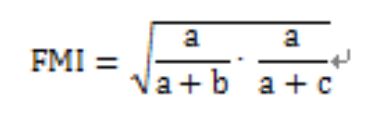 FMI = √(a/(a + b) · a/(a + c)) ↵